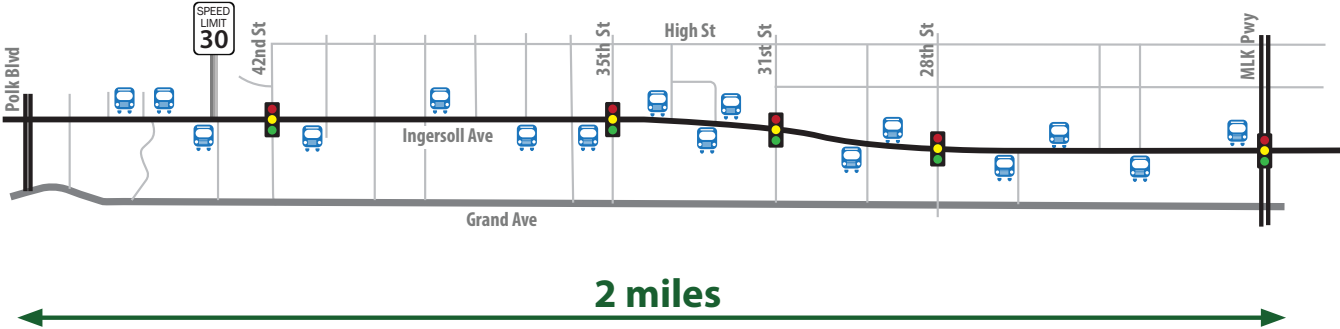 SPEED
LIMIT
30
Polk Blvd
42nd St
35th St
High St
31st St
28th St
MLK Pwy
Ingersoll Ave
Grand Ave
2 miles